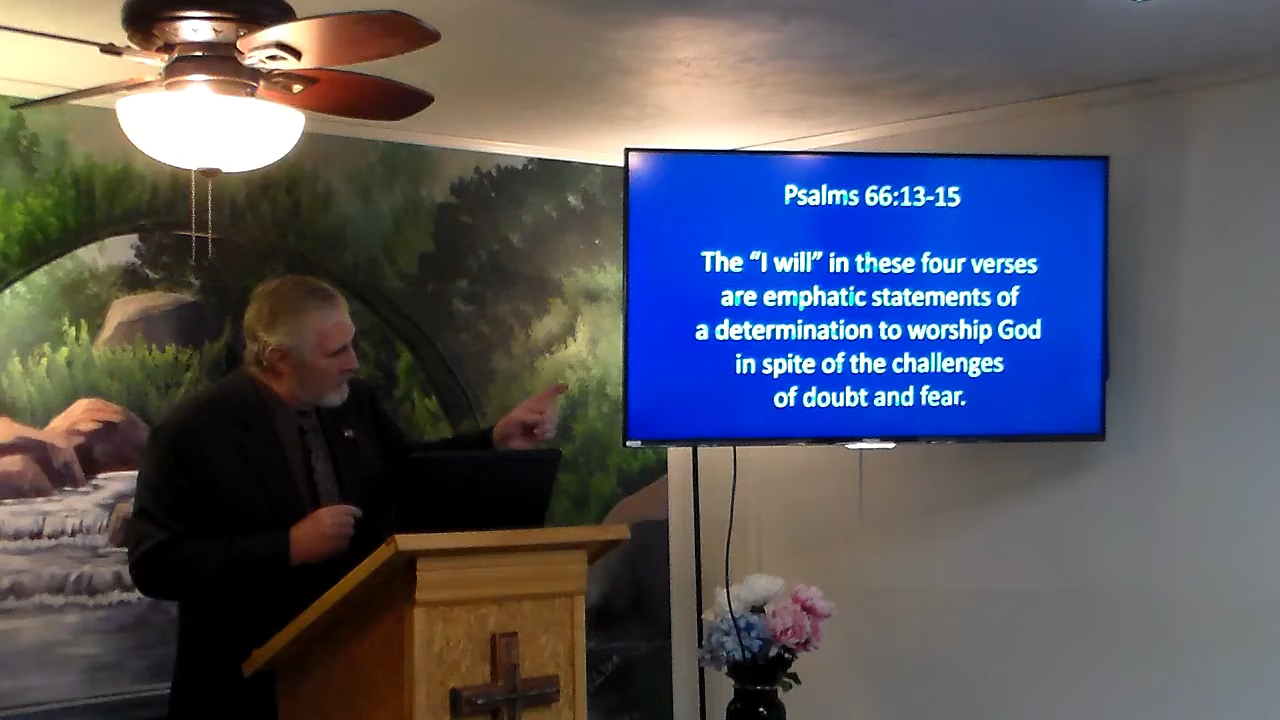 Psalms 66:13-15
The “I will” in these four verses
are emphatic statements of
a determination to worship God
in spite of the challenges
of doubt and fear.